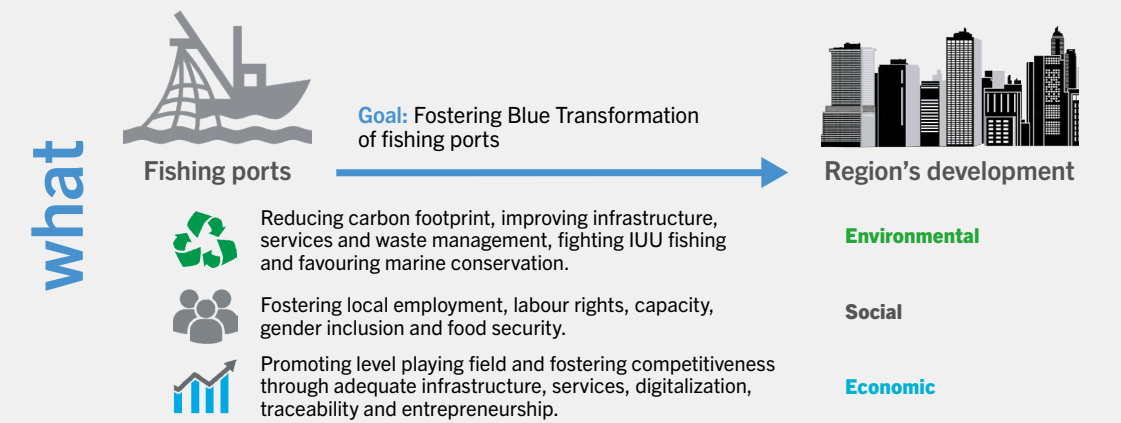 what
Goal: Fostering Blue Transformation
of fishing ports
Fishing ports
Region's development
Reducing carbon footprint, improving infrastructure,
services and waste management, fighting IUU fishing
and favouring marine conservation.
Environmental
Fostering local employment, labour rights, capacity,
gender inclusion and food security.
Social
Promoting level playing field and fostering competitiveness
through adequate infrastructure, services, digitalization,
traceability and entrepreneurship.
Economic